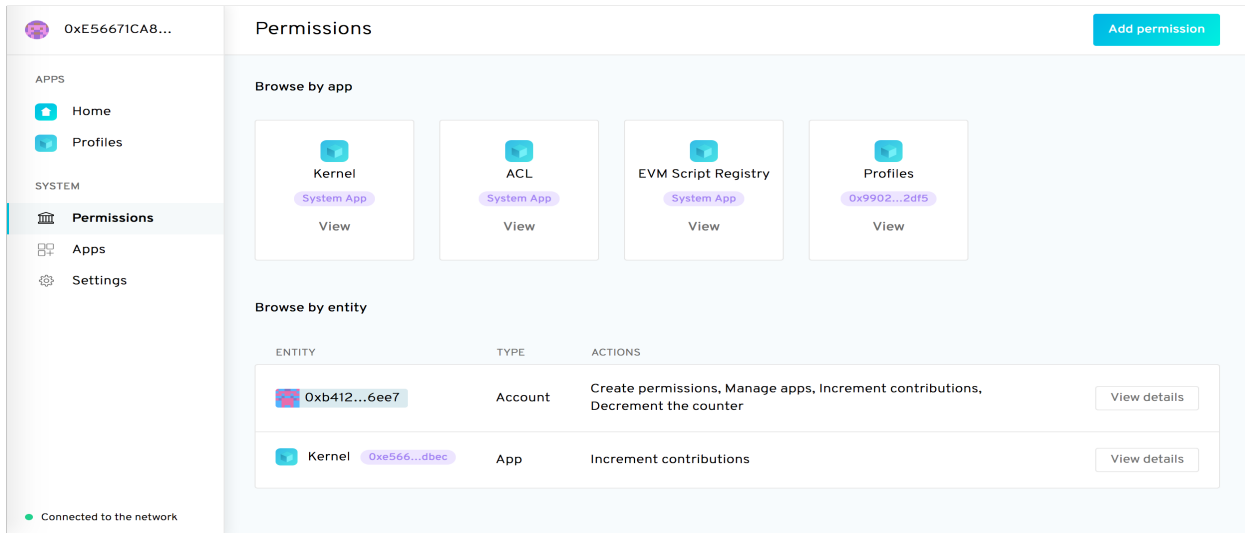 0xE56671CA8...
APPS
Home
Profiles
SYSTEM
Permissions
Apps
Settings
Connected to the network
Permissions
Add permission
Browse by app
Kernel
System App
View
ACL
System App
View
EVM Script Registry
System App
View
Profiles
0x9902...2df5
View
Browse by entity
ENTITY TYPE ACTIONS
0xb412...6ee7 Account Create permissions, Manage apps, Increment contributions,
Decrement the counter
View details
Kernel 0xe566...dbec App Increment contributions View details